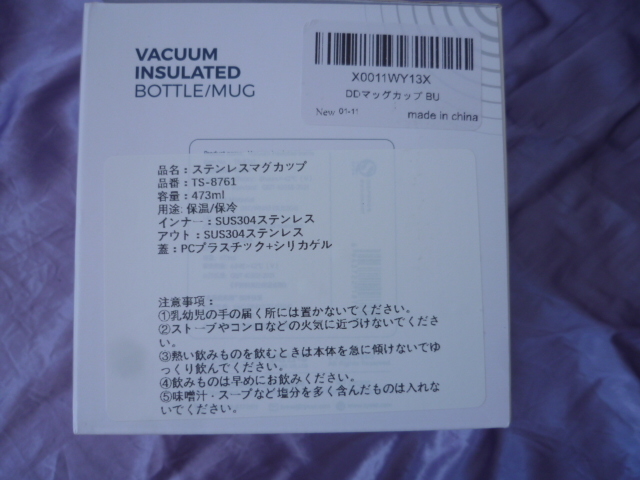 VACUUM
INSULATED
BOTTLE/MUG
X0011WY13X
DDマッグカップ BU
New
made in china
品名：ステンレスマグカップ
品番：TS-8761
容量：473ml
用途: 保温/保冷
インナー：SUS304ステンレス
アウト：SUS304ステンレス
蓋：PCプラスチック+シリカゲル
注意事項：
①乳幼児の手の届く所には置かないでください。
②ストーブやコンロなどの火気に近づけないでくださ
い。
③熱い飲みものを飲むときは本体を急に傾けないでゆ
っくり飲んでください。
④飲みものは早めにお飲みください。
⑤味噌汁・スープなど塩分を多く含んだものは入れな
いでください。